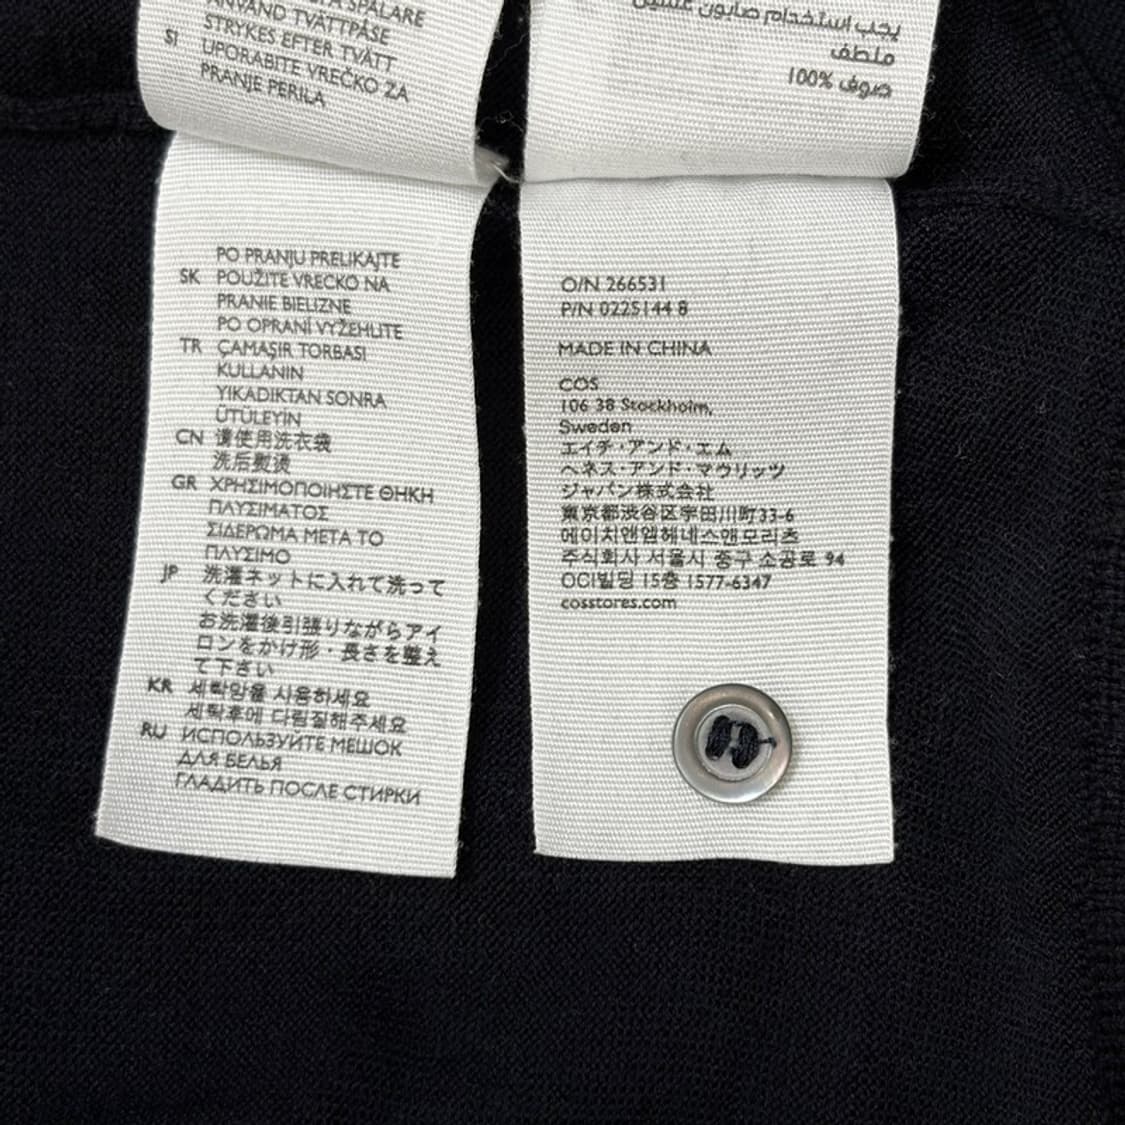 A SPĂLARE
ANVÄND TVÄTTPÅSE
STRYKES EFTER TVÄTT
SI UPORABITE VREČKO ZA
PRANJE PERILA
يجب استخدام صابون غسيل
ملطف
صوف %100
PO PRANJU PRELIKAJTE
SK POUŽITE VRECKO NA
PRANIE BIELIZNE
PO OPRANÍ VYŽEHLITE
TR ÇAMAŞIR TORBASI
KULLANIN
YIKADIKTAN SONRA
ÜTÜLEYİN
CN 请使用洗衣袋
洗后熨烫
GR ΧΡΗΣΙΜΟΠΟΙΗΣΤΕ ΘΗΚΗ
ΠΛΥΣΙΜΑΤΟΣ
ΣΙΔΕΡΩΜΑ ΜΕΤΑ ΤΟ
ΠΛΥΣΙΜΟ
JP 洗濯ネットに入れて洗って
ください
お洗濯後引張りながらアイ
ロンをかけ形・長さを整え
て下さい
KR 세탁망을 사용하세요
세탁후에 다림질해주세요
RU ИСПОЛЬЗУЙТЕ МЕШОК
ДЛЯ БЕЛЬЯ
ГЛАДИТЬ ПОСЛЕ СТИРКИ
O/N 266531
P/N 0225144 8
MADE IN CHINA
COS
106 38 Stockholm,
Sweden
エイチ・アンド・エム
ヘネス・アンド・マウリッツ
ジャパン株式会社
東京都渋谷区宇田川町33-6
에이치앤엠헤네스앤모리츠
주식회사 서울시 중구 소공로 94
OCI빌딩 15층 1577-6347
cosstores.com